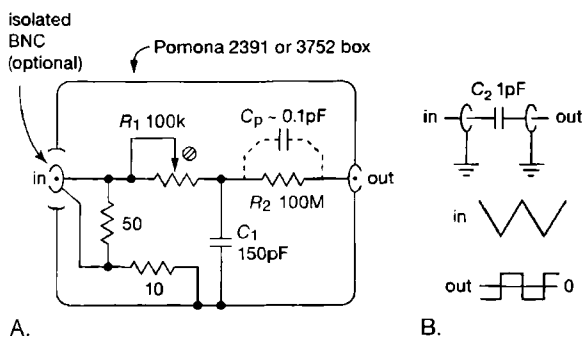 isolated
BNC
(optional)
Pomona 2391 or 3752 box
R1 100k
Cp ~ 0.1pF
in
out
R2 100M
50
C1
150pF
10
A.
C2 1pF
in
out
in
out
0
B.